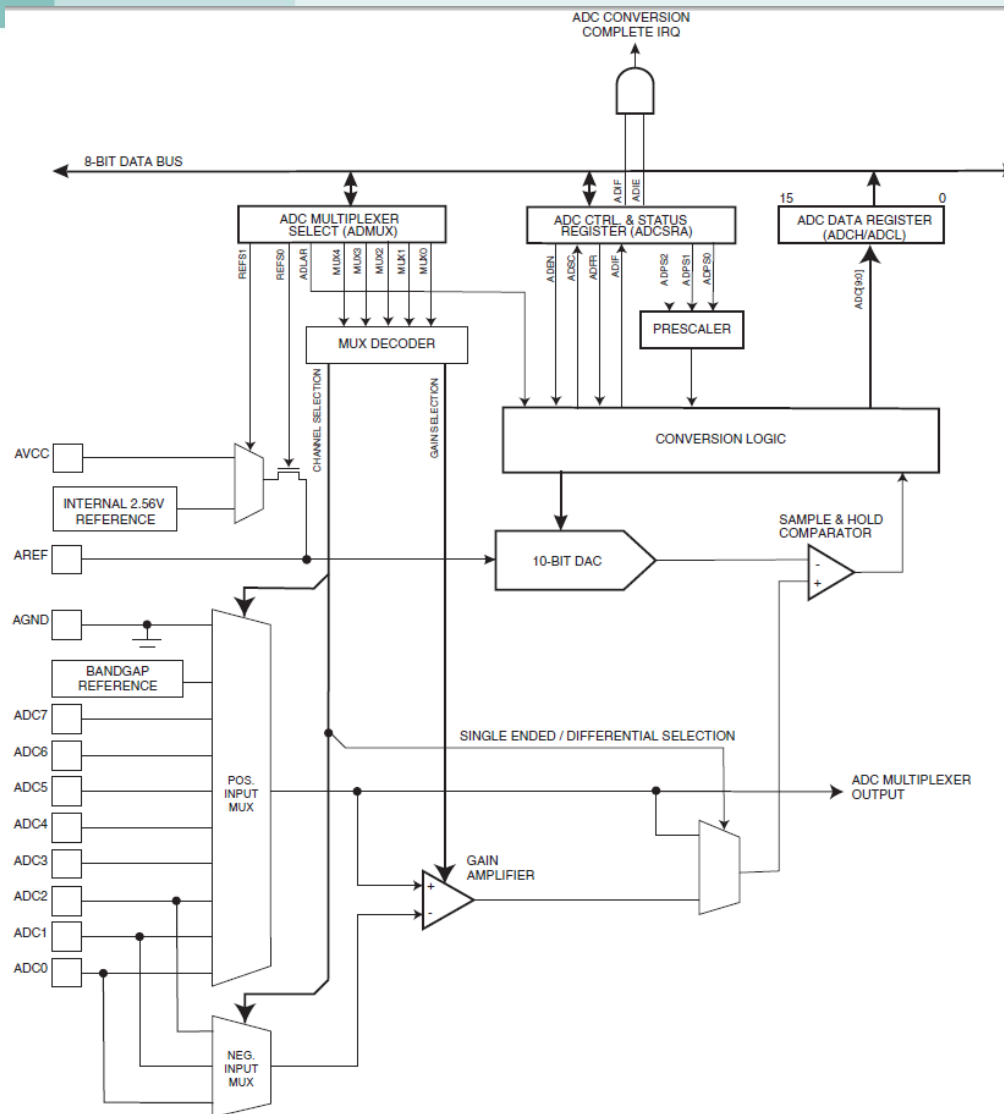 ADC CONVERSION
COMPLETE IRQ
8-BIT DATA BUS
ADIF
ADIE
15
0
ADC MULTIPLEXER
SELECT (ADMUX)
ADC CTRL. & STATUS
REGISTER (ADCSRA)
ADC DATA REGISTER
(ADCH/ADCL)
REFS1
REFS0
ADLAR
MUX4
MUX3
MUX2
MUX1
MUX0
ADEN
ADSC
ADFR
ADIF
ADPS2
ADPS1
ADPS0
ADC[9:0]
MUX DECODER
PRESCALER
CHANNEL SELECTION
GAIN SELECTION
CONVERSION LOGIC
AVCC
INTERNAL 2.56V
REFERENCE
SAMPLE & HOLD
COMPARATOR
AREF
10-BIT DAC
-
+
AGND
BANDGAP
REFERENCE
ADC7
SINGLE ENDED / DIFFERENTIAL SELECTION
ADC6
ADC5
POS.
INPUT
MUX
ADC MULTIPLEXER
OUTPUT
ADC4
ADC3
GAIN
AMPLIFIER
+
-
ADC2
ADC1
ADC0
NEG.
INPUT
MUX